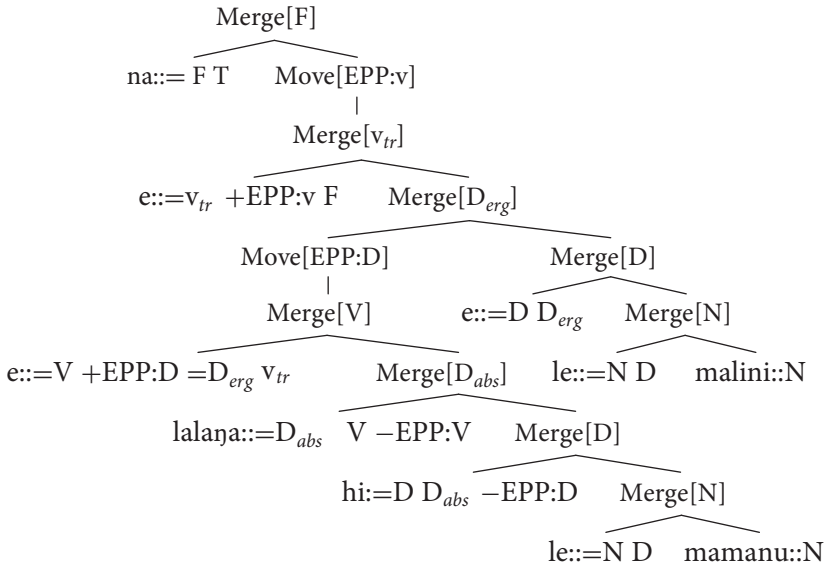 Merge[F]
na::= F T Move[EPP:v]
Merge[v_tr]
e::=v_tr +EPP:v F Merge[D_erg]
Move[EPP:D] Merge[D]
Merge[V] e::=D D_erg Merge[N]
e::=V +EPP:D =D_erg v_tr Merge[D_abs] le::=N D malini::N
lalaŋa::=D_abs V −EPP:V Merge[D]
hi:=D D_abs −EPP:D Merge[N]
le::=N D mamanu::N